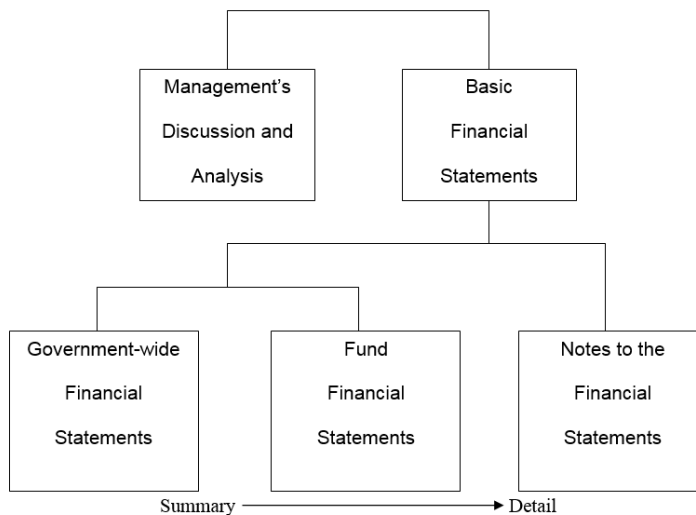 Management’s
Discussion and
Analysis
Basic
Financial
Statements
Government-wide
Financial
Statements
Fund
Financial
Statements
Notes to the
Financial
Statements
Summary
Detail